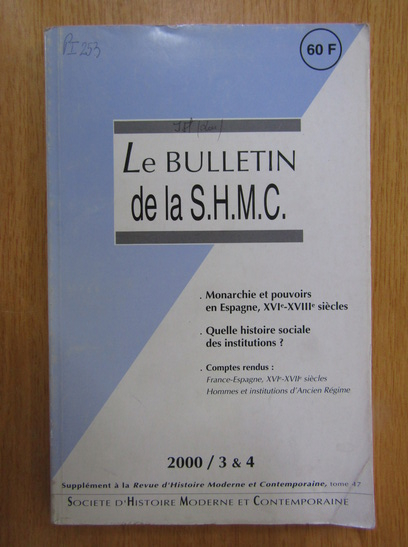 60 F
Le BULLETIN
de la S.H.M.C.
. Monarchie et pouvoirs
en Espagne, XVIe-XVIIIe siècles
. Quelle histoire sociale
des institutions ?
. Comptes rendus :
France-Espagne, XVIe-XVIIe siècles
Hommes et institutions d'Ancien Régime
2000 / 3 & 4
Supplément à la Revue d'Histoire Moderne et Contemporaine, tome 47
SOCIETE D'HISTOIRE MODERNE ET CONTEMPORAINE